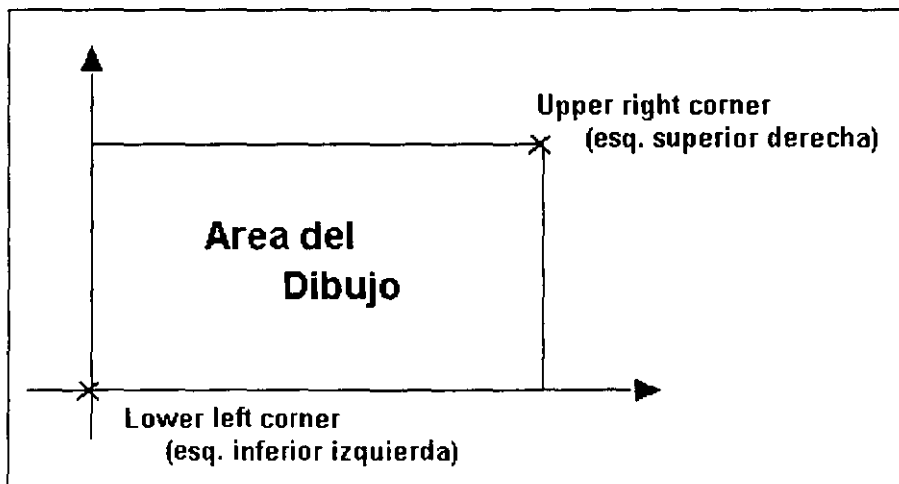 Upper right corner
(esq. superior derecha)
Area del
Dibujo
Lower left corner
(esq. inferior izquierda)